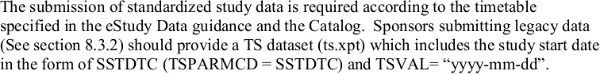 The submission of standardized study data is required according to the timetable
specified in the eStudy Data guidance and the Catalog.  Sponsors submitting legacy data
(See section 8.3.2) should provide a TS dataset (ts.xpt) which includes the study start date
in the form of SSTDTC (TSPARMCD = SSTDTC) and TSVAL= “yyyy-mm-dd”.